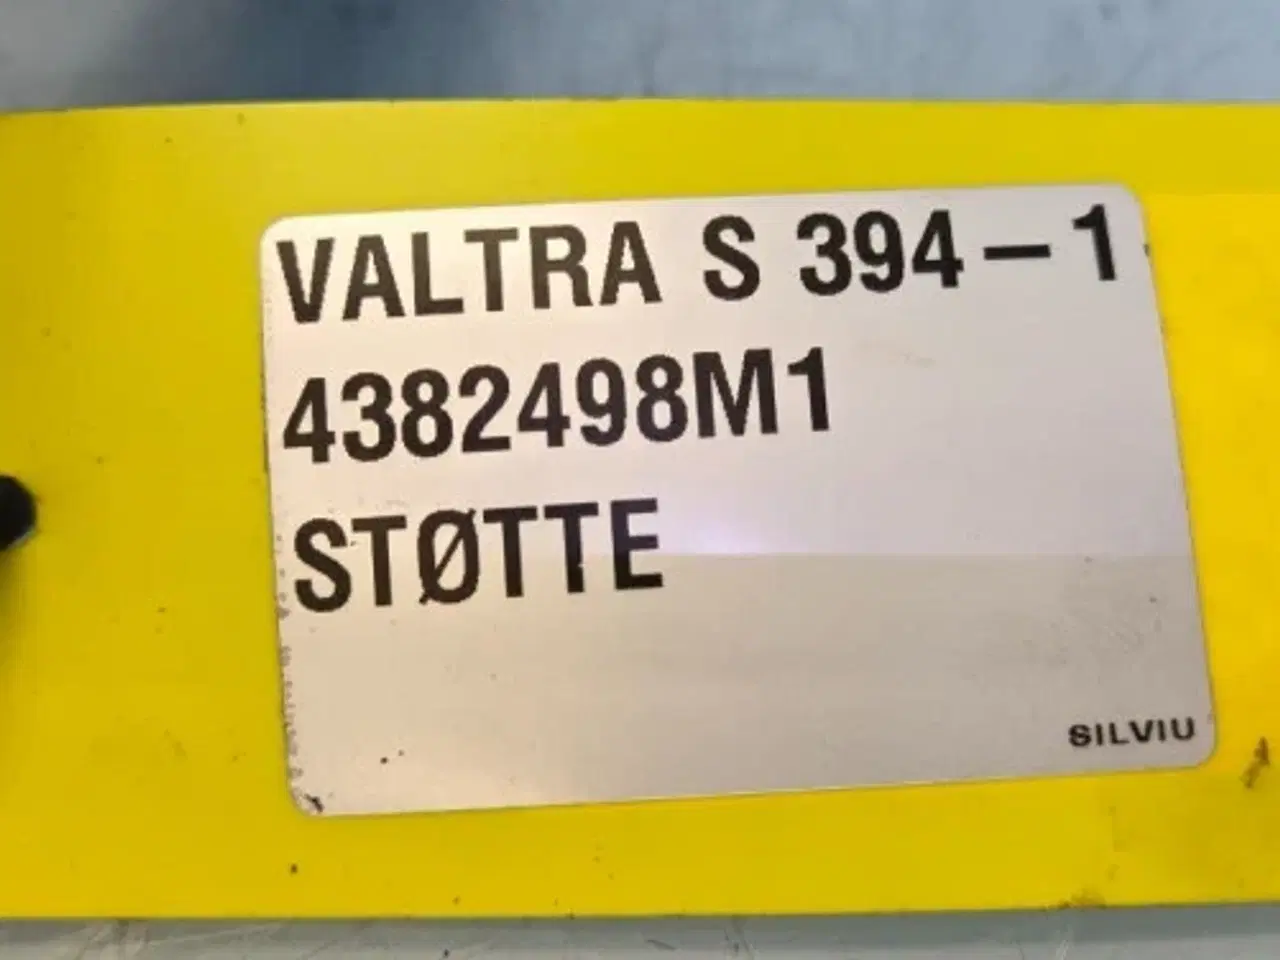 VALTRA S 394-1
4382498M1
STØTTE
SILVIU